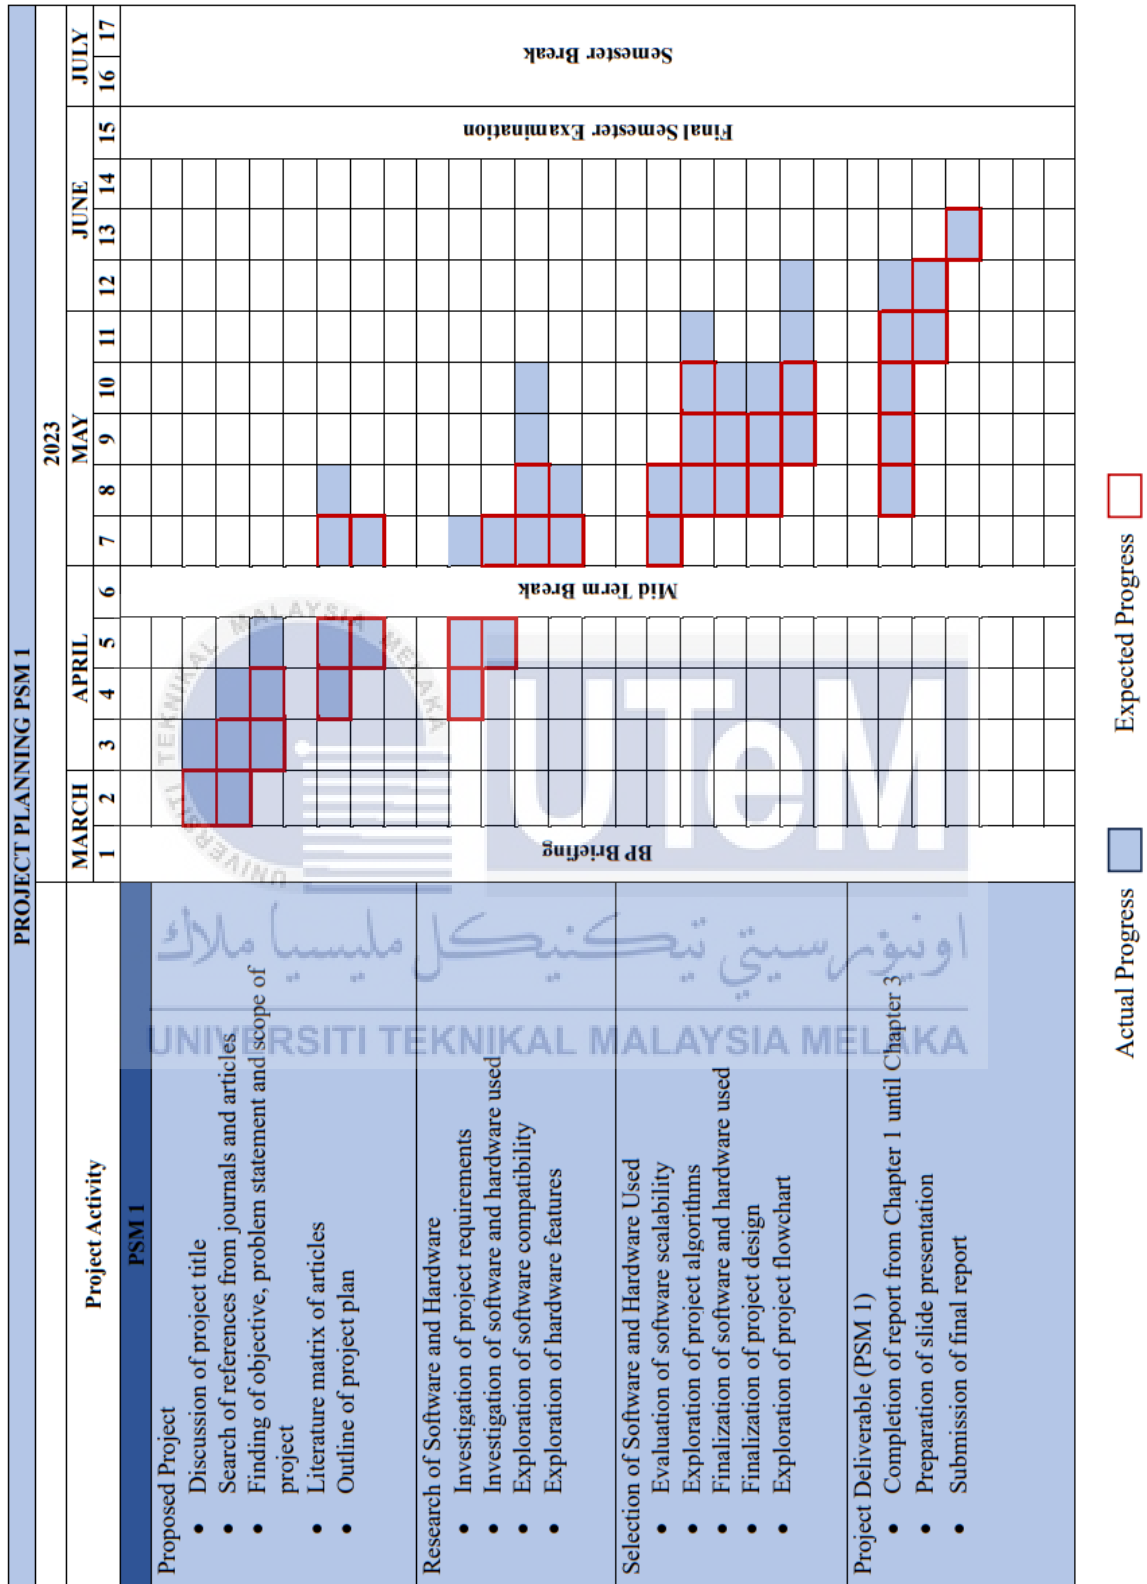 PROJECT PLANNING PSM 1
Project Activity
2023
MARCH
APRIL
MAY
JUNE
JULY
1
2
3
4
5
6
7
8
9
10
11
12
13
14
15
16
17
PSM 1
Proposed Project
• Discussion of project title
• Search of references from journals and articles
• Finding of objective, problem statement and scope of
project
• Literature matrix of articles
• Outline of project plan
Research of Software and Hardware
• Investigation of project requirements
• Investigation of software and hardware used
• Exploration of software compatibility
• Exploration of hardware features
Selection of Software and Hardware Used
• Evaluation of software scalability
• Exploration of project algorithms
• Finalization of software and hardware used
• Finalization of project design
• Exploration of project flowchart
Project Deliverable (PSM 1)
• Completion of report from Chapter 1 until Chapter 3
• Preparation of slide presentation
• Submission of final report
BP Briefing
Mid Term Break
Final Semester Examination
Semester Break
Actual Progress
Expected Progress
UNIVERSITI TEKNIKAL MALAYSIA MELAKA
UTeM
اونيۏرسيتي تيكنيكل مليسيا ملاك
UNIVERSITI TEKNIKAL MALAYSIA MELAKA